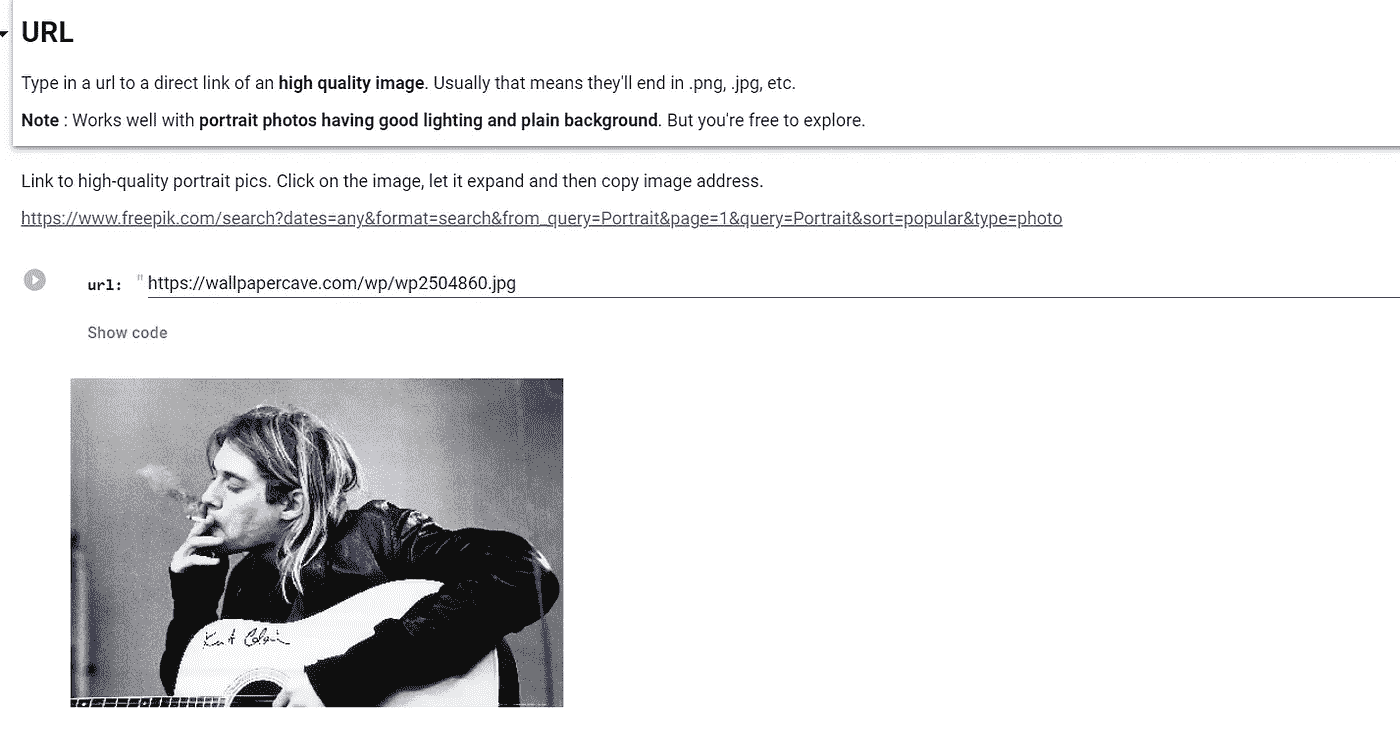 URL
Type in a url to a direct link of an high quality image. Usually that means they'll end in .png, .jpg, etc.
Note : Works well with portrait photos having good lighting and plain background. But you're free to explore.
Link to high-quality portrait pics. Click on the image, let it expand and then copy image address.
https://www.freepik.com/search?dates=any&format=search&from_query=Portrait&page=1&query=Portrait&sort=popular&type=photo
url: " https://wallpapercave.com/wp/wp2504860.jpg
Show code
Kurt Cobain